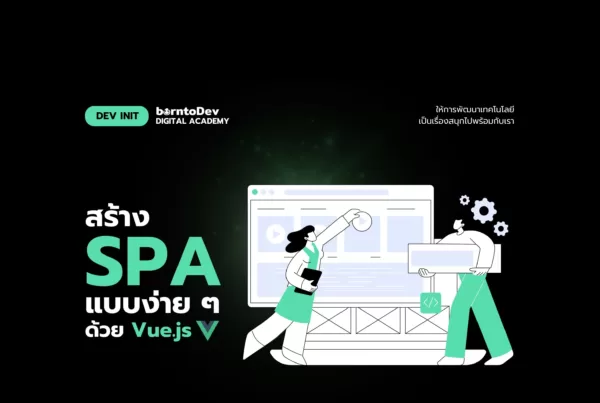 DEV INIT
borntoDev
DIGITAL ACADEMY
ให้การพัฒนาเทคโนโลยี
เป็นเรื่องสนุกไปพร้อมกับเรา
สร้าง
SPA
แบบง่าย ๆ
ด้วย Vue.js